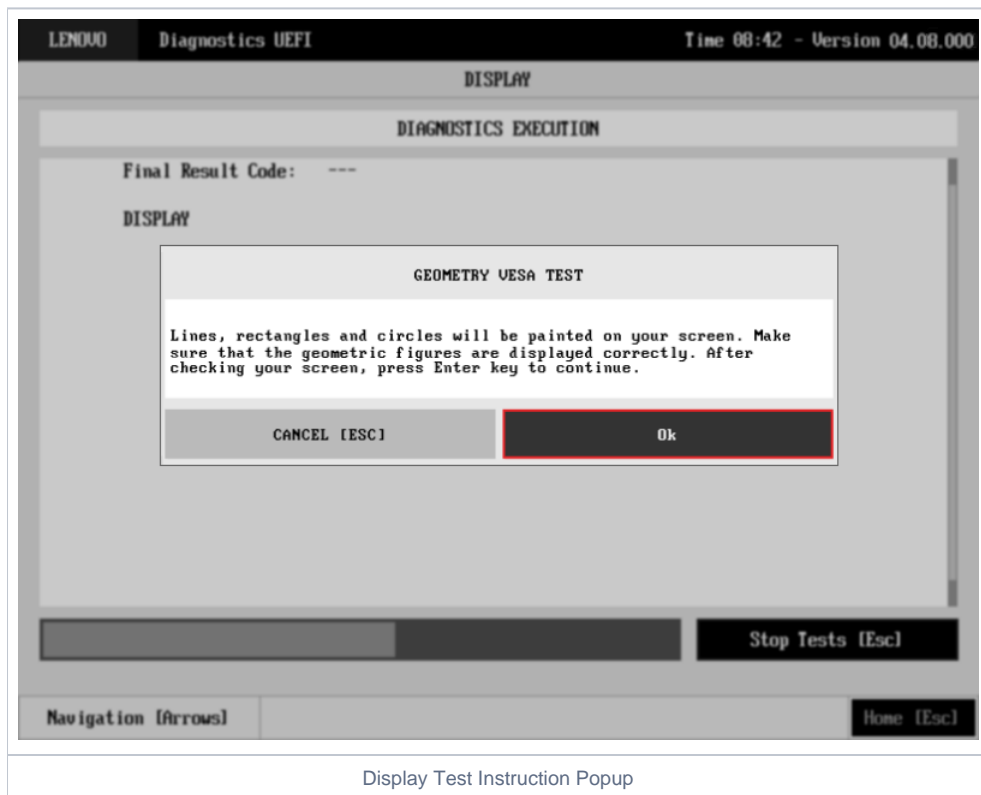 LENOVO Diagnostics UEFI Time 08:42 - Version 04.08.000
DISPLAY
DIAGNOSTICS EXECUTION
Final Result Code: ---
DISPLAY
GEOMETRY VESA TEST
Lines, rectangles and circles will be painted on your screen. Make
sure that the geometric figures are displayed correctly. After
checking your screen, press Enter key to continue.
CANCEL [ESC] Ok
Stop Tests [Esc]
Navigation [Arrows] Home [Esc]
Display Test Instruction Popup